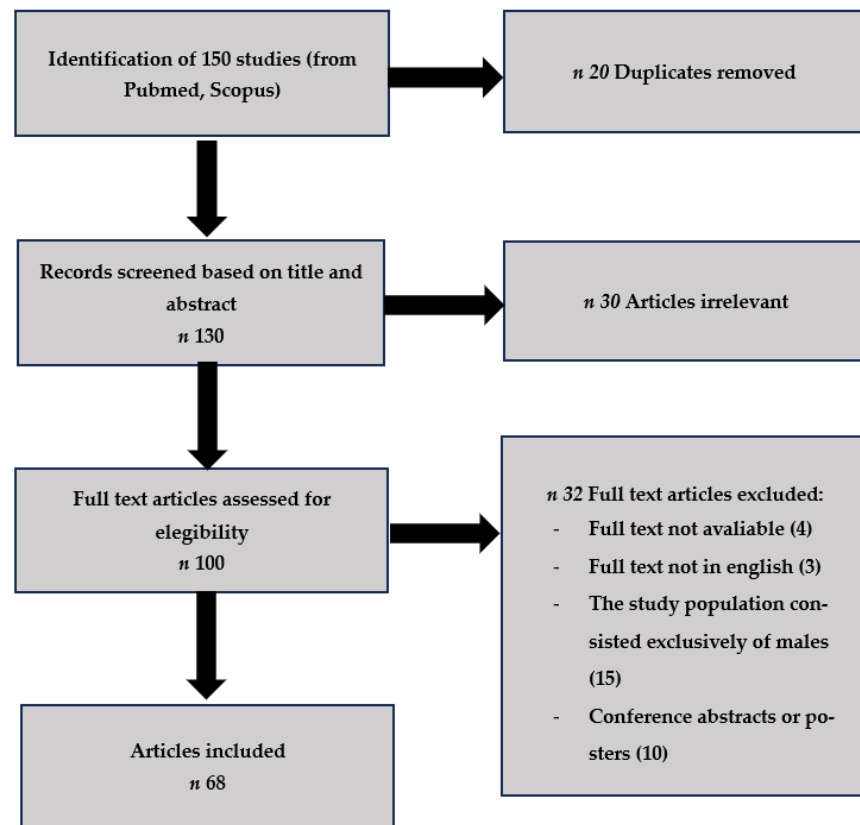 Identification of 150 studies (from
Pubmed, Scopus)
n 20 Duplicates removed
Records screened based on title and
abstract
n 130
n 30 Articles irrelevant
Full text articles assessed for
elegibility
n 100
n 32 Full text articles excluded:
- Full text not avaliable (4)
- Full text not in english (3)
- The study population con-
sisted exclusively of males
(15)
- Conference abstracts or po-
sters (10)
Articles included
n 68